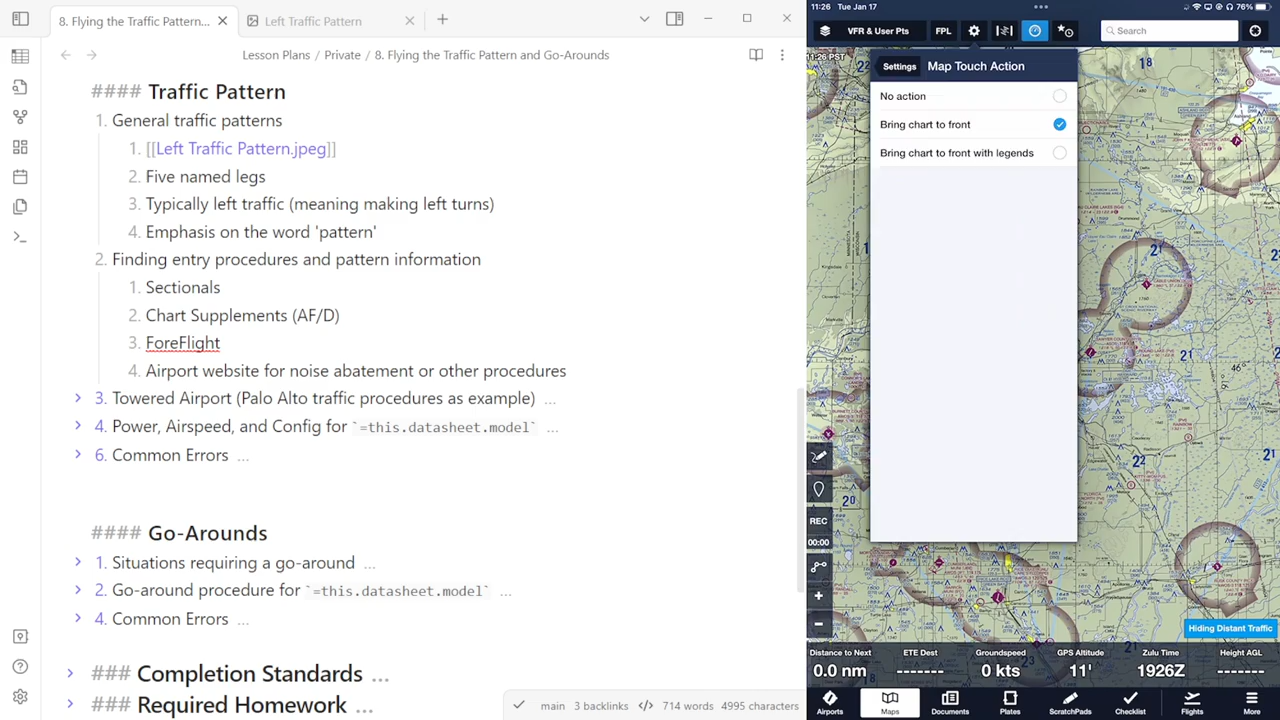 8. Flying the Traffic Pattern...
Left Traffic Pattern
Lesson Plans / Private / 8. Flying the Traffic Pattern and Go-Arounds
#### Traffic Pattern
1. General traffic patterns
1. [[Left Traffic Pattern.jpeg]]
2. Five named legs
3. Typically left traffic (meaning making left turns)
4. Emphasis on the word 'pattern'
2. Finding entry procedures and pattern information
1. Sectionals
2. Chart Supplements (AF/D)
3. ForeFlight
4. Airport website for noise abatement or other procedures
3. Towered Airport (Palo Alto traffic procedures as example) ...
4. Power, Airspeed, and Config for `=this.datasheet.model` ...
6. Common Errors ...
#### Go-Arounds
1. Situations requiring a go-around ...
2. Go-around procedure for `=this.datasheet.model` ...
4. Common Errors ...
### Completion Standards ...
### Required Homework ...
main 3 backlinks 714 words 4995 characters
11:26 Tue Jan 17
76%
VFR & User Pts
FPL
Search
Settings
Map Touch Action
No action
Bring chart to front
Bring chart to front with legends
REC
00:00
Hiding Distant Traffic
Distance to Next ETE Dest Groundspeed GPS Altitude Zulu Time Height AGL
0.0 nm ------- 0 kts 11' 1926Z -------
Airports Maps Documents Plates ScratchPads Checklist Flights More